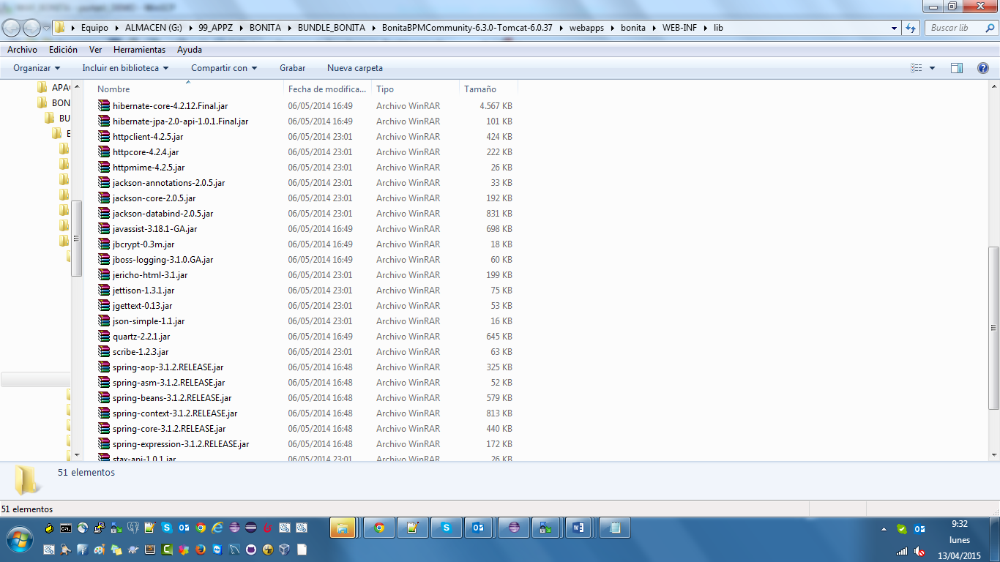 Equipo ALMACEN (G:) 99_APPZ BONITA BUNDLE_BONITA BonitaBPMCommunity-6.3.0-Tomcat-6.0.37 webapps bonita WEB-INF lib
Buscar lib
Archivo Edición Ver Herramientas Ayuda
Organizar Incluir en biblioteca Compartir con Grabar Nueva carpeta
APA
BON
BU
Nombre Fecha de modifica... Tipo Tamaño
hibernate-core-4.2.12.Final.jar 06/05/2014 16:49 Archivo WinRAR 4.567 KB
hibernate-jpa-2.0-api-1.0.1.Final.jar 06/05/2014 16:49 Archivo WinRAR 101 KB
httpclient-4.2.5.jar 06/05/2014 23:01 Archivo WinRAR 424 KB
httpcore-4.2.4.jar 06/05/2014 23:01 Archivo WinRAR 222 KB
httpmime-4.2.5.jar 06/05/2014 23:01 Archivo WinRAR 26 KB
jackson-annotations-2.0.5.jar 06/05/2014 23:01 Archivo WinRAR 33 KB
jackson-core-2.0.5.jar 06/05/2014 23:01 Archivo WinRAR 192 KB
jackson-databind-2.0.5.jar 06/05/2014 23:01 Archivo WinRAR 831 KB
javassist-3.18.1-GA.jar 06/05/2014 16:49 Archivo WinRAR 698 KB
jbcrypt-0.3m.jar 06/05/2014 16:49 Archivo WinRAR 18 KB
jboss-logging-3.1.0.GA.jar 06/05/2014 16:49 Archivo WinRAR 60 KB
jericho-html-3.1.jar 06/05/2014 23:01 Archivo WinRAR 199 KB
jettison-1.3.1.jar 06/05/2014 23:01 Archivo WinRAR 75 KB
jgettext-0.13.jar 06/05/2014 23:01 Archivo WinRAR 53 KB
json-simple-1.1.jar 06/05/2014 23:01 Archivo WinRAR 16 KB
quartz-2.2.1.jar 06/05/2014 16:49 Archivo WinRAR 645 KB
scribe-1.2.3.jar 06/05/2014 23:01 Archivo WinRAR 63 KB
spring-aop-3.1.2.RELEASE.jar 06/05/2014 16:48 Archivo WinRAR 325 KB
spring-asm-3.1.2.RELEASE.jar 06/05/2014 16:48 Archivo WinRAR 52 KB
spring-beans-3.1.2.RELEASE.jar 06/05/2014 16:48 Archivo WinRAR 579 KB
spring-context-3.1.2.RELEASE.jar 06/05/2014 16:48 Archivo WinRAR 813 KB
spring-core-3.1.2.RELEASE.jar 06/05/2014 16:48 Archivo WinRAR 440 KB
spring-expression-3.1.2.RELEASE.jar 06/05/2014 16:48 Archivo WinRAR 172 KB
stax-api-1.0.1.jar 06/05/2014 23:01 Archivo WinRAR 26 KB
51 elementos
51 elementos
9:32
lunes
13/04/2015